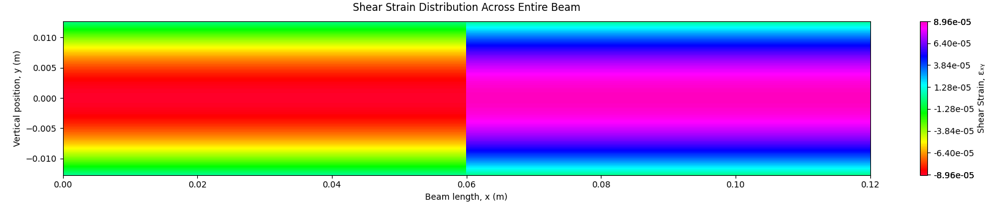 Shear Strain Distribution Across Entire Beam
Vertical position, y (m)
0.010
0.005
0.000
−0.005
−0.010
0.00
0.02
0.04
0.06
0.08
0.10
0.12
Beam length, x (m)
8.96e-05
6.40e-05
3.84e-05
1.28e-05
-1.28e-05
-3.84e-05
-6.40e-05
-8.96e-05
Shear Strain, εₓᵧ